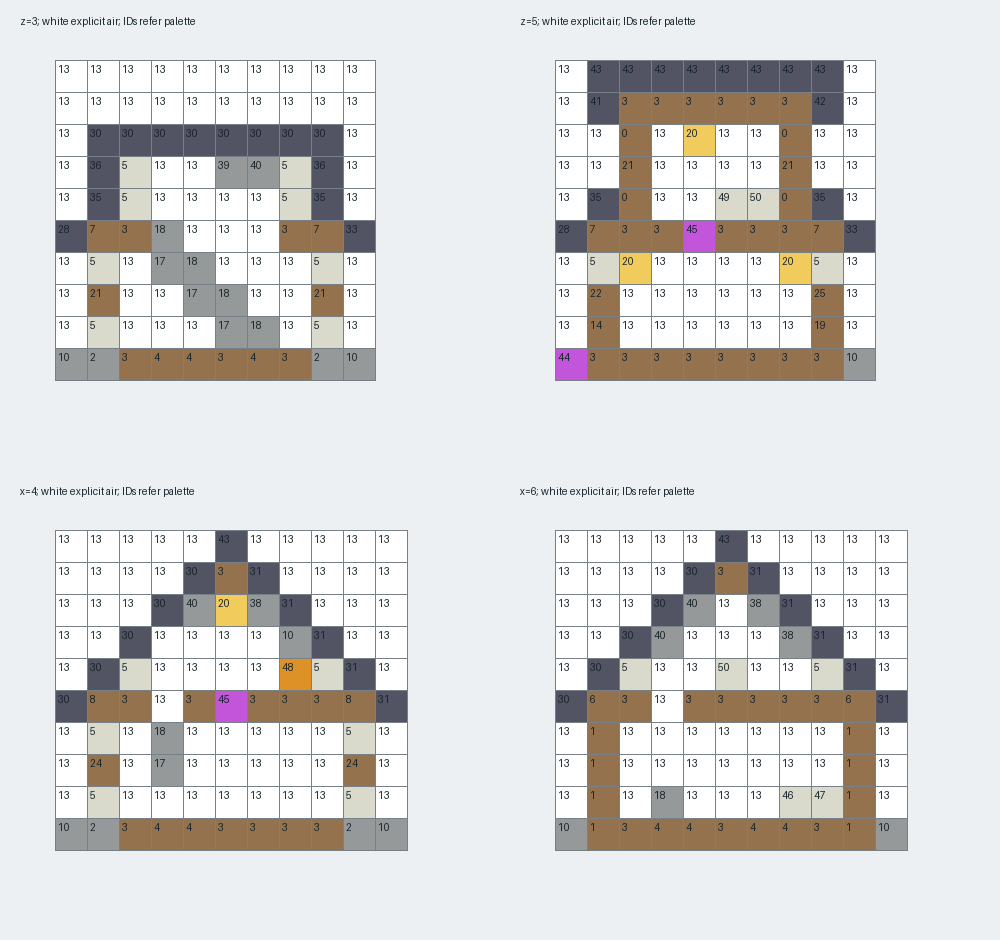 z=3; white explicit air; IDs refer palette
13 13 13 13 13 13 13 13 13 13
13 13 13 13 13 13 13 13 13 13
13 30 30 30 30 30 30 30 30 13
13 36 5 13 13 39 40 5 36 13
13 35 5 13 13 13 13 5 35 13
28 7 3 18 13 13 13 3 7 33
13 5 13 17 18 13 13 13 5 13
13 21 13 13 17 18 13 13 21 13
13 5 13 13 13 17 18 13 5 13
10 2 3 4 4 3 4 3 2 10
z=5; white explicit air; IDs refer palette
13 43 43 43 43 43 43 43 43 13
13 41 3 3 3 3 3 3 42 13
13 13 0 13 20 13 13 0 13 13
13 13 21 13 13 13 13 21 13 13
13 35 0 13 13 49 50 0 35 13
28 7 3 3 45 3 3 3 7 33
13 5 20 13 13 13 13 20 5 13
13 22 13 13 13 13 13 13 25 13
13 14 13 13 13 13 13 13 19 13
44 3 3 3 3 3 3 3 3 10
x=4; white explicit air; IDs refer palette
13 13 13 13 13 43 13 13 13 13 13
13 13 13 13 30 3 31 13 13 13 13
13 13 13 30 40 20 38 31 13 13 13
13 13 30 13 13 13 13 10 31 13 13
13 30 5 13 13 13 13 48 5 31 13
30 8 3 13 3 45 3 3 3 8 31
13 5 13 18 13 13 13 13 13 5 13
13 24 13 17 13 13 13 13 13 24 13
13 5 13 13 13 13 13 13 13 5 13
10 2 3 4 4 3 3 3 3 2 10
x=6; white explicit air; IDs refer palette
13 13 13 13 13 43 13 13 13 13 13
13 13 13 13 30 3 31 13 13 13 13
13 13 13 30 40 13 38 31 13 13 13
13 13 30 40 13 13 13 38 31 13 13
13 30 5 13 13 50 13 13 5 31 13
30 6 3 13 3 3 3 3 3 6 31
13 1 13 13 13 13 13 13 13 1 13
13 1 13 13 13 13 13 13 13 1 13
13 1 13 18 13 13 13 46 47 1 13
10 1 3 4 4 3 4 4 3 1 10